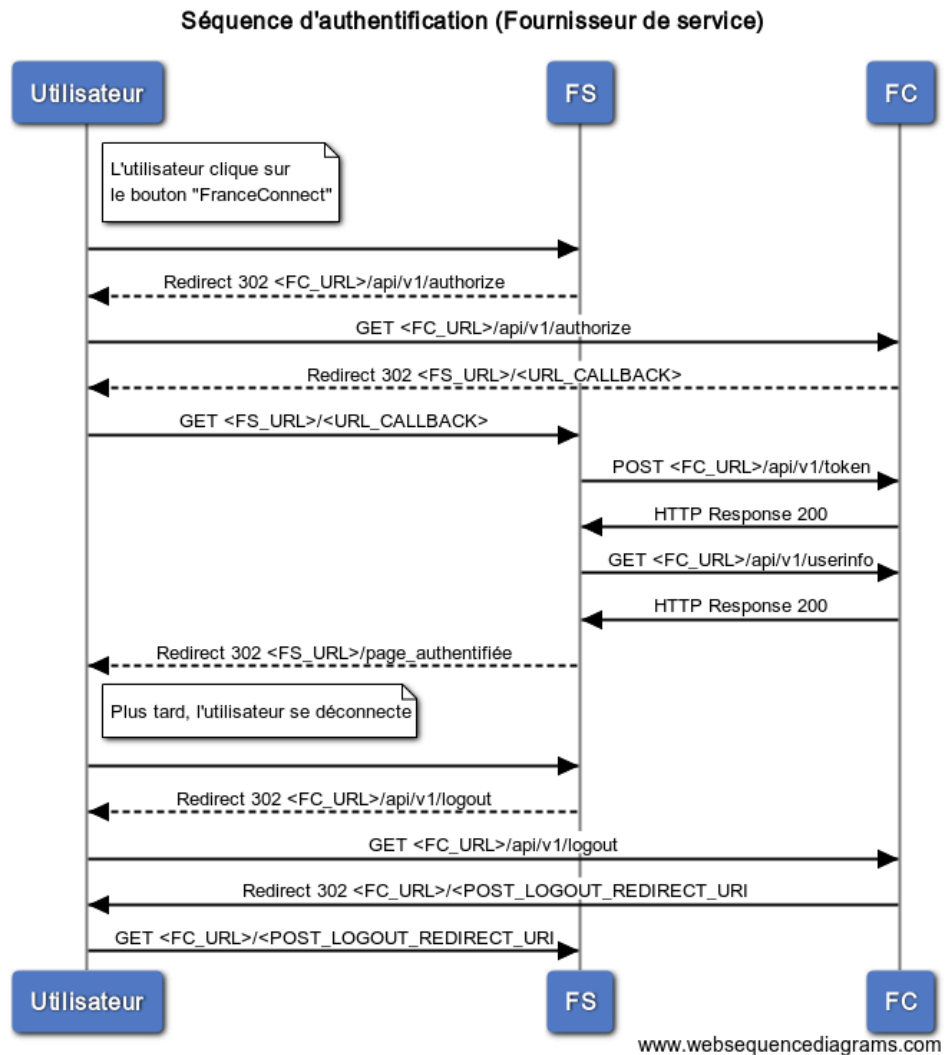 Séquence d'authentification (Fournisseur de service)
Utilisateur
FS
FC
L'utilisateur clique sur
le bouton "FranceConnect"
Redirect 302 <FC_URL>/api/v1/authorize
GET <FC_URL>/api/v1/authorize
Redirect 302 <FS_URL>/<URL_CALLBACK>
GET <FS_URL>/<URL_CALLBACK>
POST <FC_URL>/api/v1/token
HTTP Response 200
GET <FC_URL>/api/v1/userinfo
HTTP Response 200
Redirect 302 <FS_URL>/page_authentifiée
Plus tard, l'utilisateur se déconnecte
Redirect 302 <FC_URL>/api/v1/logout
GET <FC_URL>/api/v1/logout
Redirect 302 <FC_URL>/<POST_LOGOUT_REDIRECT_URI
GET <FC_URL>/<POST_LOGOUT_REDIRECT_URI
Utilisateur
FS
FC
www.websequencediagrams.com